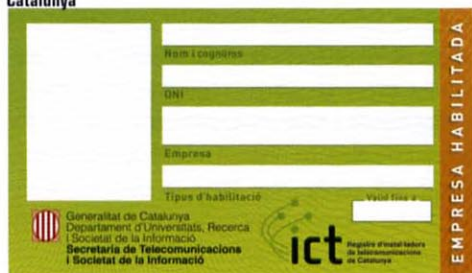 Catalunya
Nom i cognoms
DNI
Empresa
Tipus d'habilitació
Vàlid fins a
EMPRESA HABILITADA
Generalitat de Catalunya
Departament d'Universitats, Recerca
i Societat de la Informació
Secretaria de Telecomunicacions
i Societat de la Informació
ict
Registre d'instal·ladors
de telecomunicacions
de Catalunya